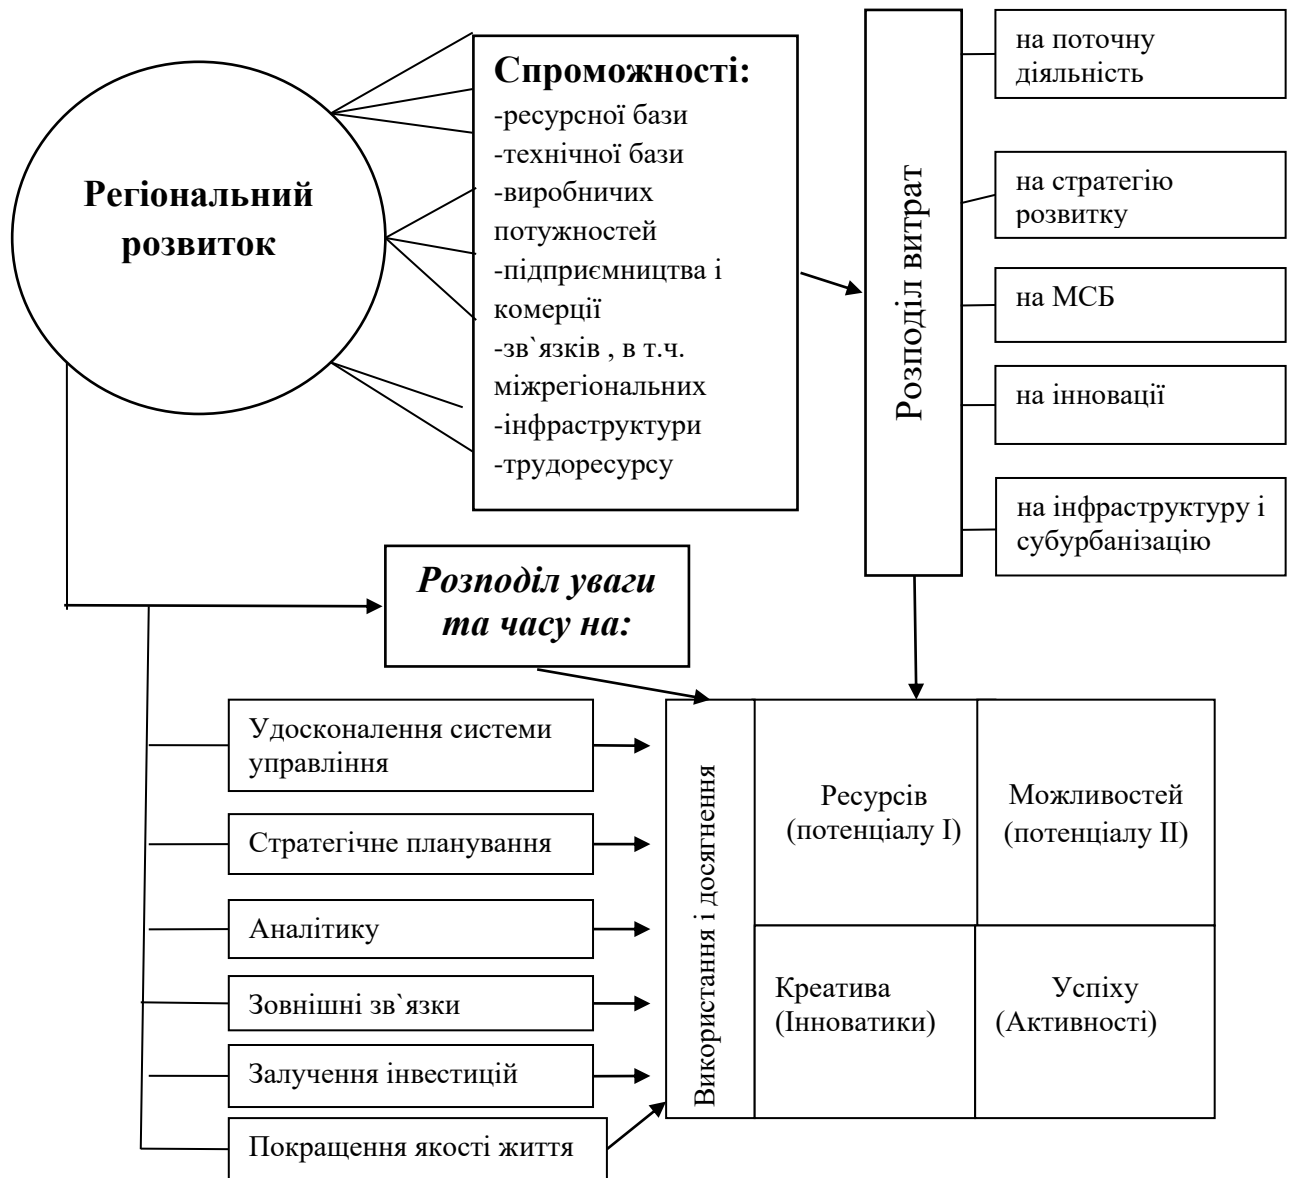 Регіональний
розвиток
Спроможності:
-ресурсної бази
-технічної бази
-виробничих
потужностей
-підприємництва і
комерції
-зв`язків , в т.ч.
міжрегіональних
-інфраструктури
-трудоресурсу
Розподіл витрат
на поточну
діяльність
на стратегію
розвитку
на МСБ
на інновації
на інфраструктуру і
субурбанізацію
Розподіл уваги
та часу на:
Удосконалення системи
управління
Стратегічне планування
Аналітику
Зовнішні зв`язки
Залучення інвестицій
Покращення якості життя
Використання і досягнення
Ресурсів
(потенціалу І)
Можливостей
(потенціалу ІІ)
Креатива
(Інноватики)
Успіху
(Активності)